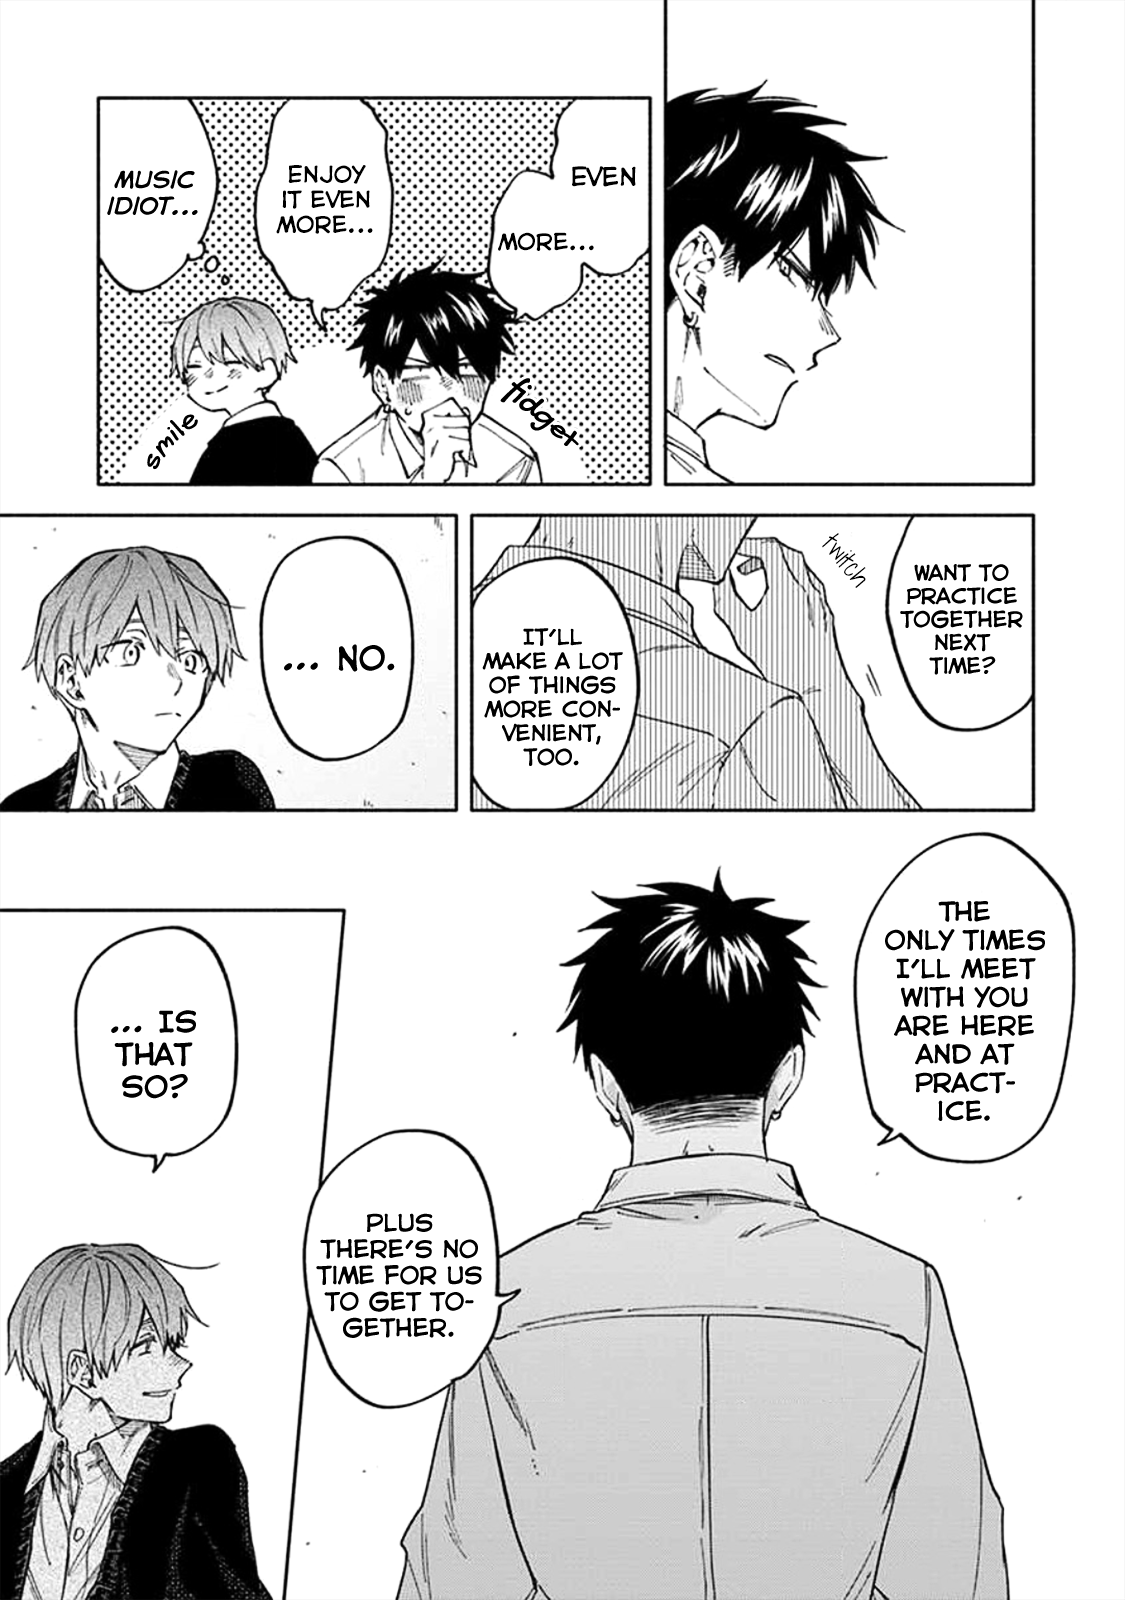 EVEN
MORE...
ENJOY
IT EVEN
MORE...
MUSIC
IDIOT...
fidget
smile
WANT TO
PRACTICE
TOGETHER
NEXT
TIME?
twitch
IT'LL
MAKE A LOT
OF THINGS
MORE CON-
VENIENT,
TOO.
... NO.
THE
ONLY TIMES
I'LL MEET
WITH YOU
ARE HERE
AND AT
PRACT-
ICE.
PLUS
THERE'S NO
TIME FOR US
TO GET TO-
GETHER.
... IS
THAT
SO?